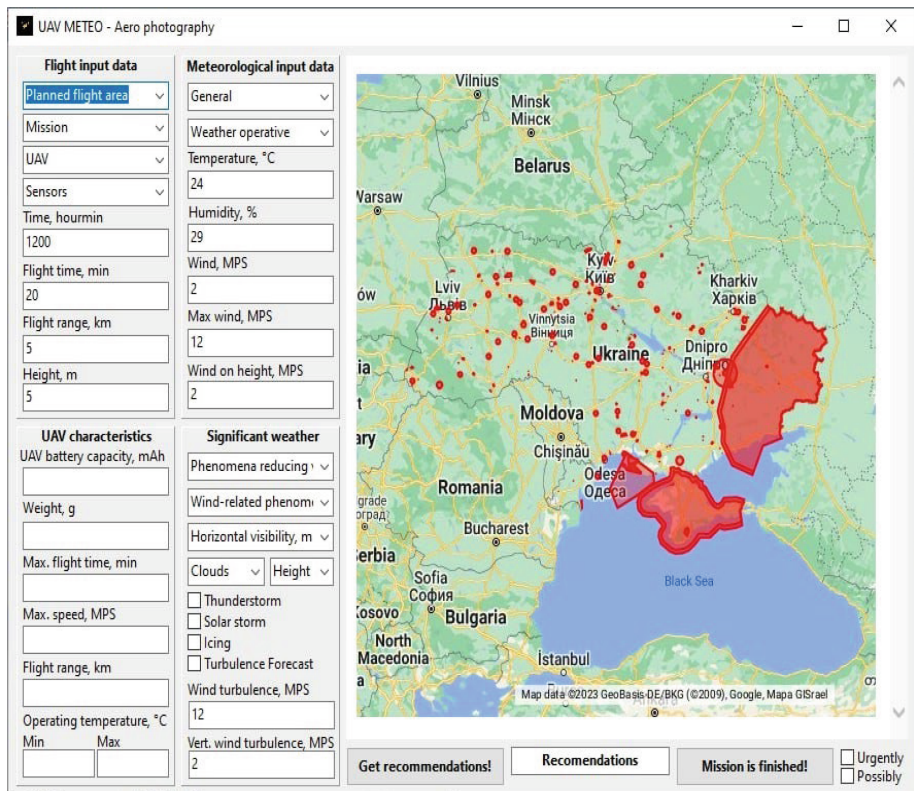 UAV METEO - Aero photography
Flight input data
Planned flight area
Mission
UAV
Sensors
Time, hourmin
1200
Flight time, min
20
Flight range, km
5
Height, m
5
Meteorological input data
General
Weather operative
Temperature, °C
24
Humidity, %
29
Wind, MPS
2
Max wind, MPS
12
Wind on height, MPS
2
UAV characteristics
UAV battery capacity, mAh
Weight, g
Max. flight time, min
Max. speed, MPS
Flight range, km
Operating temperature, °C
Min Max
Significant weather
Phenomena reducing
Wind-related phenom
Horizontal visibility, m
Clouds Height
Thunderstorm
Solar storm
Icing
Turbulence Forecast
Wind turbulence, MPS
12
Vert. wind turbulence, MPS
2
Vilnius
Minsk
Мінск
Belarus
Warsaw
Kyiv
Київ
Lviv
Львів
ów
Kharkiv
Харків
Vinnytsia
Вінниця
Ukraine
Dnipro
Дніпро
ia
Moldova
Chișinău
ary
Odesa
Одеса
Romania
grade
оград
Bucharest
erbia
Black Sea
Sofia
София
Kosovo
Bulgaria
North
Macedonia
İstanbul
Map data ©2023 GeoBasis-DE/BKG (©2009), Google, Mapa GISrael
Ankara
Get recommendations!
Recomendations
Mission is finished!
Urgently
Possibly